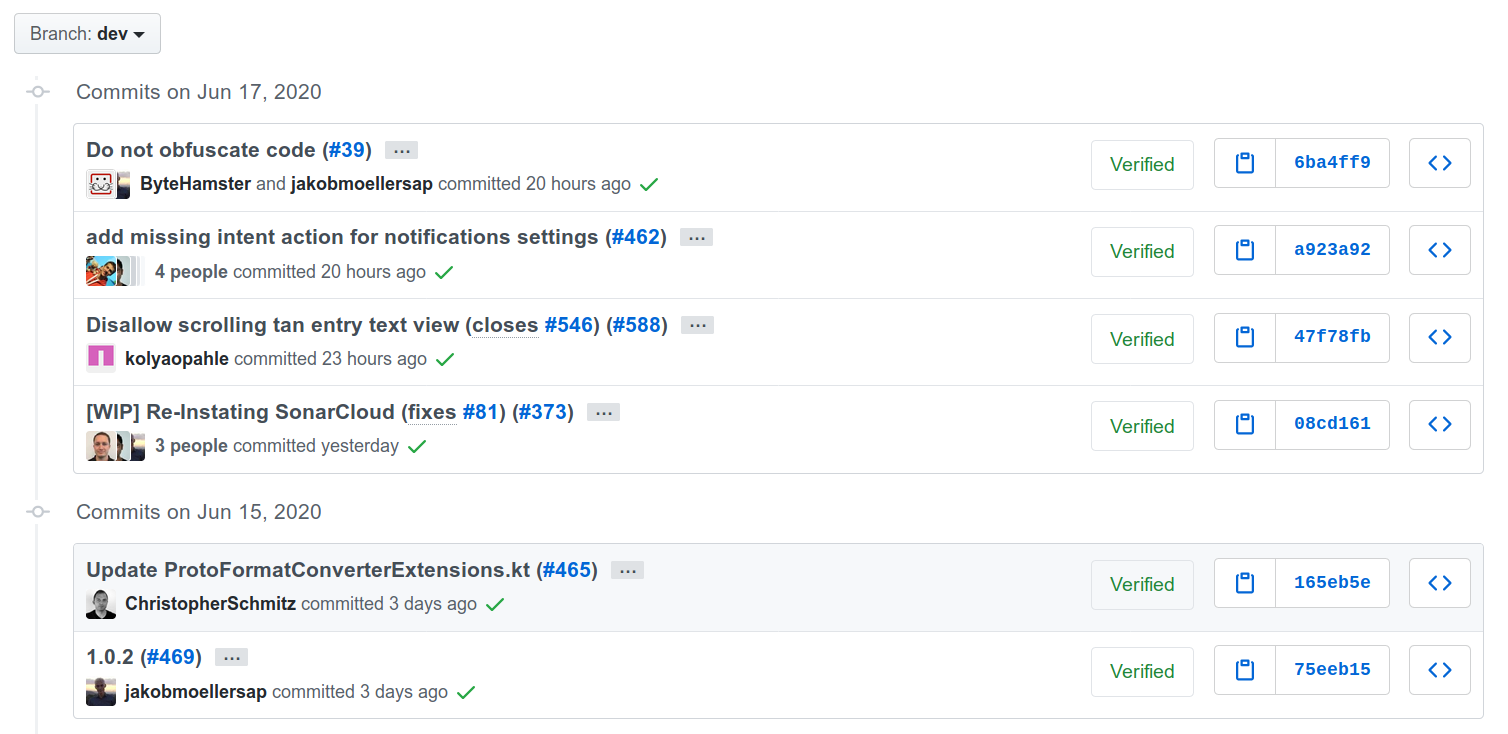 Branch: dev
Commits on Jun 17, 2020
Do not obfuscate code (#39) ...
Verified
6ba4ff9
ByteHamster and jakobmoellersap committed 20 hours ago
add missing intent action for notifications settings (#462) ...
Verified
a923a92
4 people committed 20 hours ago
Disallow scrolling tan entry text view (closes #546) (#588) ...
Verified
47f78fb
kolyaopahle committed 23 hours ago
[WIP] Re-Instating SonarCloud (fixes #81) (#373) ...
Verified
08cd161
3 people committed yesterday
Commits on Jun 15, 2020
Update ProtoFormatConverterExtensions.kt (#465) ...
Verified
165eb5e
ChristopherSchmitz committed 3 days ago
1.0.2 (#469) ...
Verified
75eeb15
jakobmoellersap committed 3 days ago